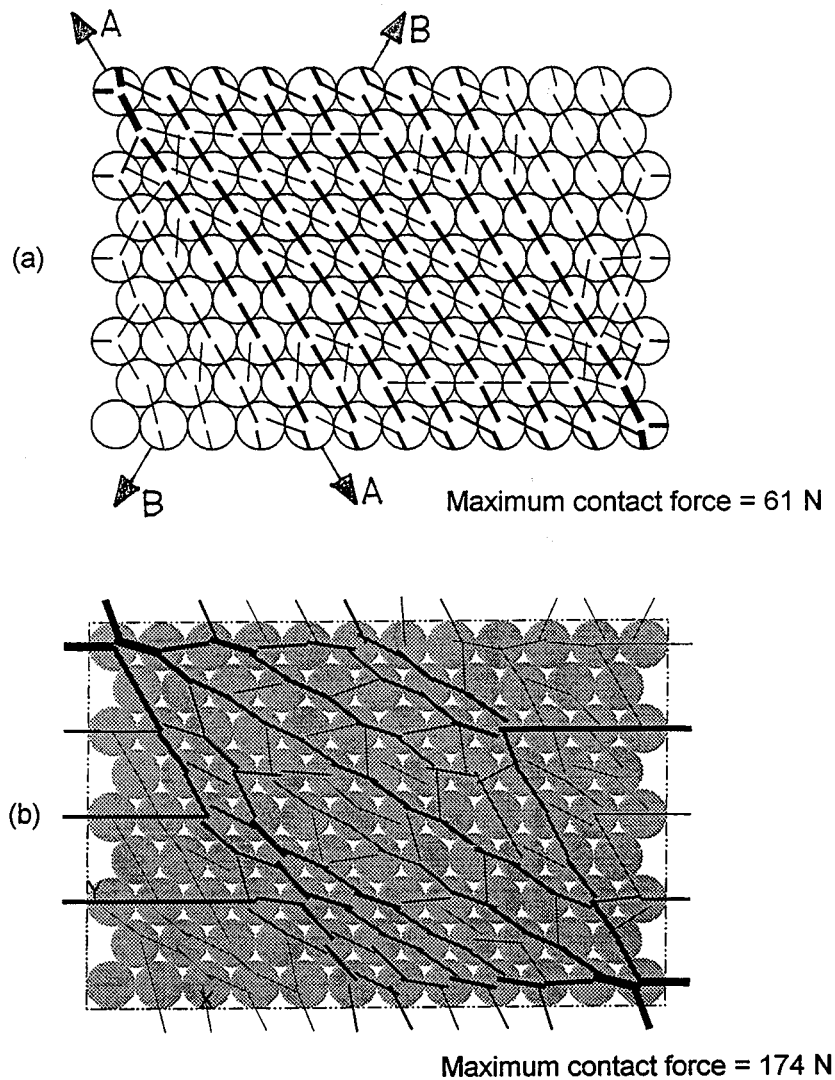 A
B
(a)
B
A
Maximum contact force = 61 N
(b)
Y
X
Maximum contact force = 174 N